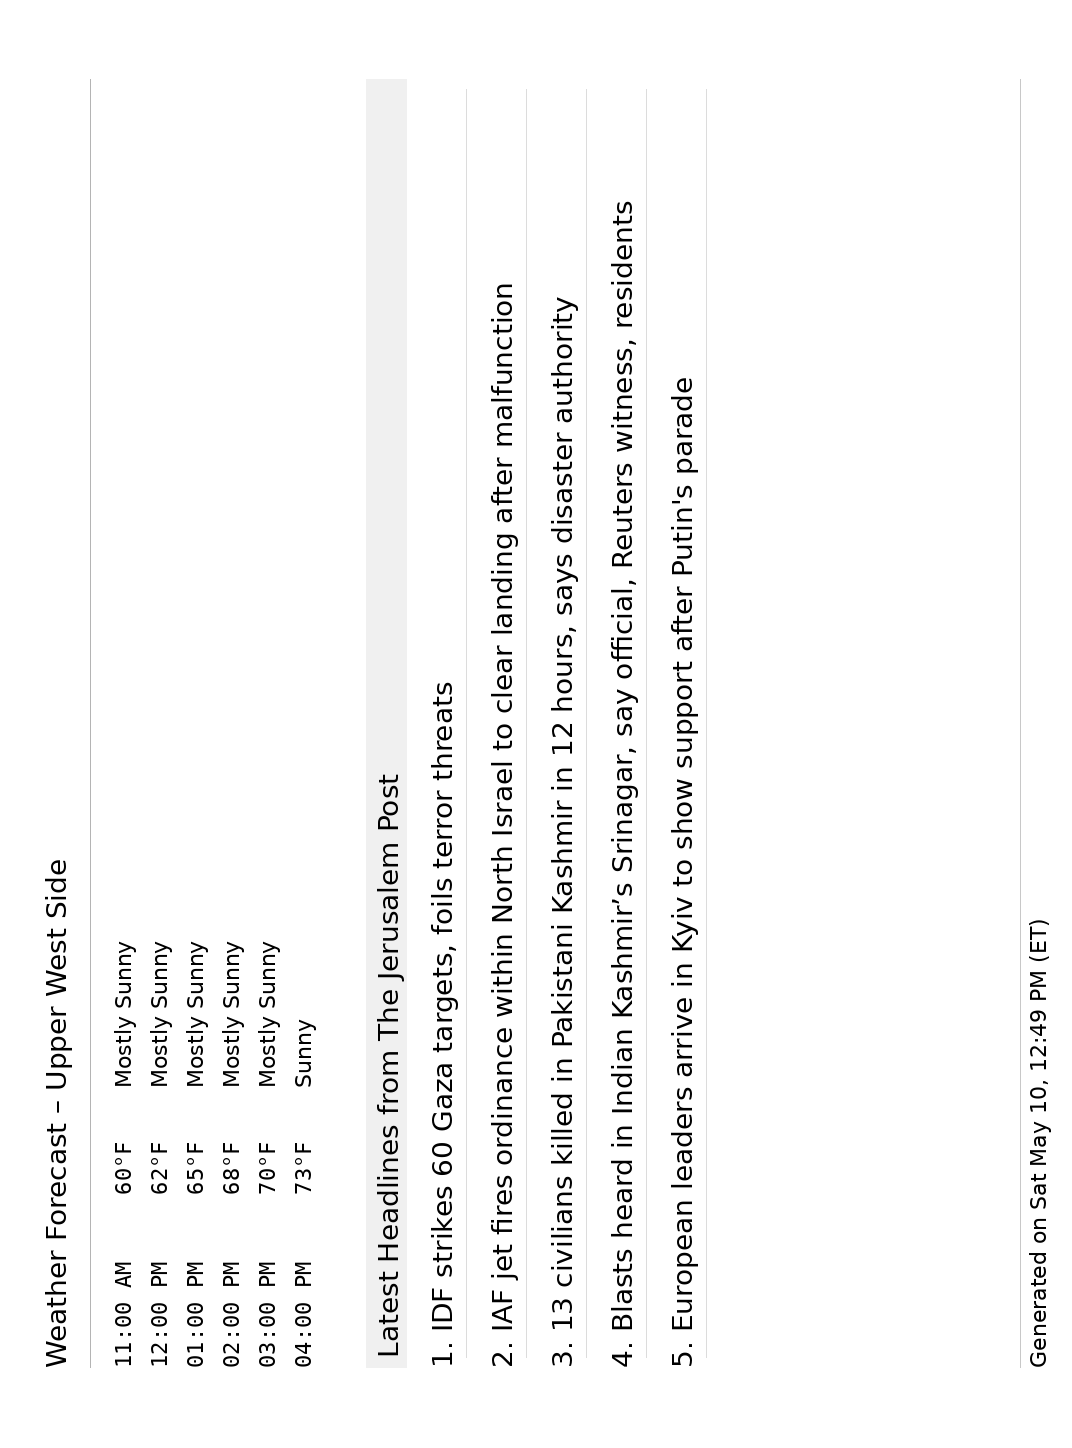 Weather Forecast – Upper West Side
11:00 AM 60°F Mostly Sunny
12:00 PM 62°F Mostly Sunny
01:00 PM 65°F Mostly Sunny
02:00 PM 68°F Mostly Sunny
03:00 PM 70°F Mostly Sunny
04:00 PM 73°F Sunny
Latest Headlines from The Jerusalem Post
1. IDF strikes 60 Gaza targets, foils terror threats
2. IAF jet fires ordinance within North Israel to clear landing after malfunction
3. 13 civilians killed in Pakistani Kashmir in 12 hours, says disaster authority
4. Blasts heard in Indian Kashmir’s Srinagar, say official, Reuters witness, residents
5. European leaders arrive in Kyiv to show support after Putin's parade
Generated on Sat May 10, 12:49 PM (ET)